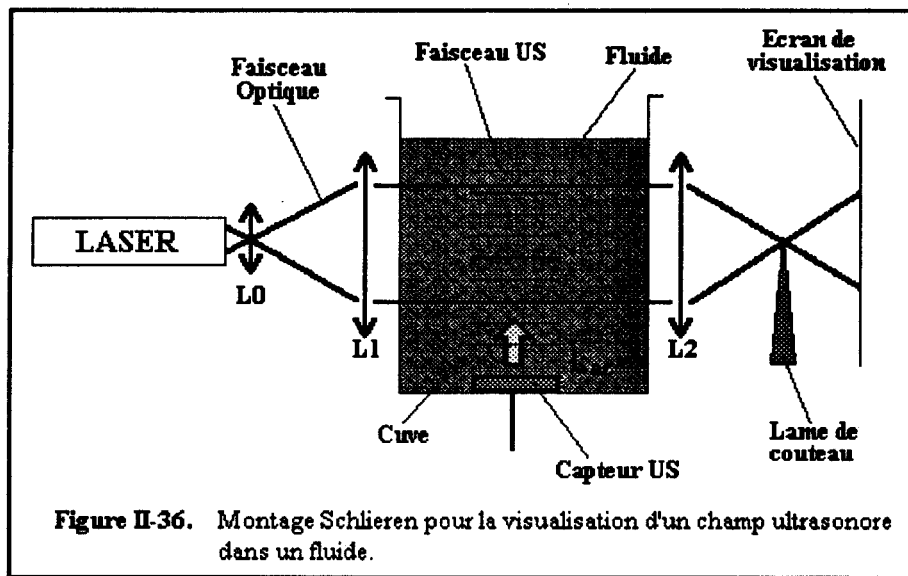 Faisceau
Optique
Faisceau US
Fluide
Ecran de
visualisation
LASER
L0
L1
L2
Cuve
Capteur US
Lame de
couteau
Figure II-36. Montage Schlieren pour la visualisation d'un champ ultrasonore
dans un fluide.